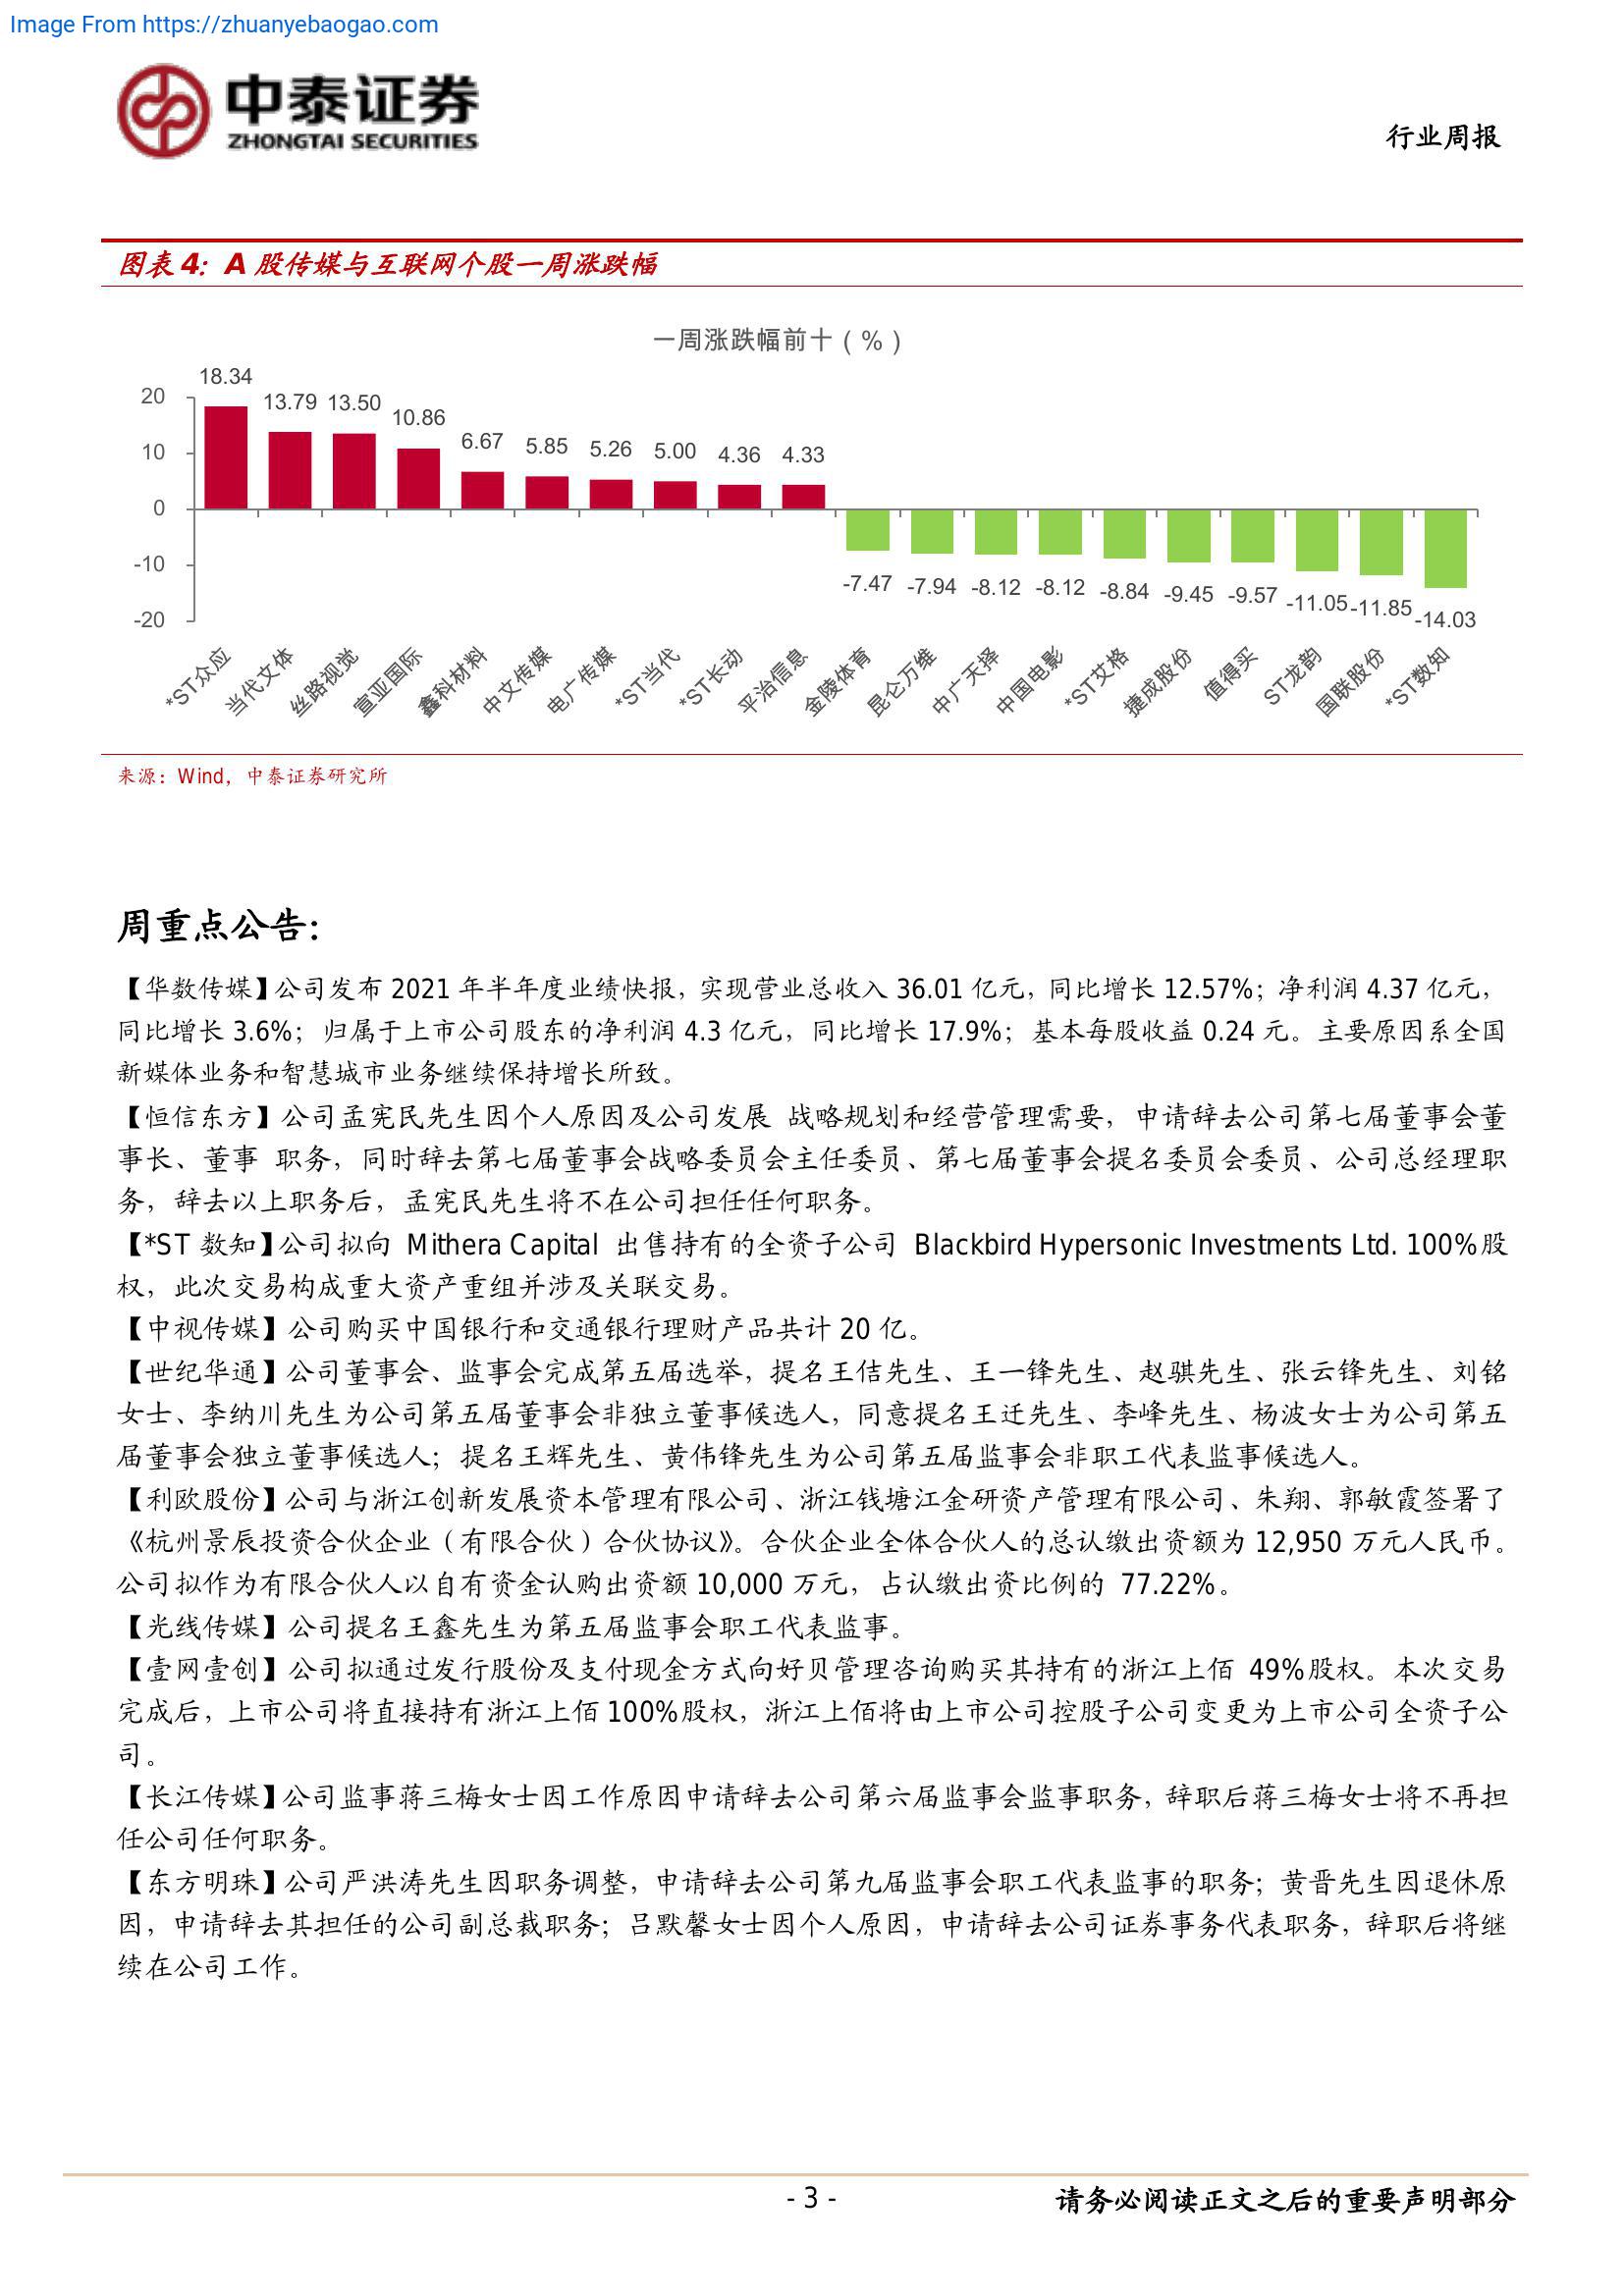 Image From https://zhuanyebaogao.com
中泰证券
ZHONGTAI SECURITIES
行业周报
图表 4：A 股传媒与互联网个股一周涨跌幅
一周涨跌幅前十（%）
18.34
13.79
13.50
10.86
6.67
5.85
5.26
5.00
4.36
4.33
20
10
0
-10
-20
-7.47
-7.94
-8.12
-8.12
-8.84
-9.45
-9.57
-11.05
-11.85
-14.03
*ST众应
当代文体
丝路视觉
宣亚国际
鑫科材料
中文传媒
电广传媒
*ST当代
*ST长动
平治信息
金陵体育
昆仑万维
中广天择
中国电影
*ST艾格
捷成股份
值得买
ST龙韵
国联股份
*ST数知
来源：Wind，中泰证券研究所
周重点公告：
【华数传媒】公司发布 2021 年半年度业绩快报，实现营业总收入 36.01 亿元，同比增长 12.57%；净利润 4.37 亿元，
同比增长 3.6%；归属于上市公司股东的净利润 4.3 亿元，同比增长 17.9%；基本每股收益 0.24 元。主要原因系全国
新媒体业务和智慧城市业务继续保持增长所致。
【恒信东方】公司孟宪民先生因个人原因及公司发展 战略规划和经营管理需要，申请辞去公司第七届董事会董
事长、董事 职务，同时辞去第七届董事会战略委员会主任委员、第七届董事会提名委员会委员、公司总经理职
务，辞去以上职务后，孟宪民先生将不在公司担任任何职务。
【*ST 数知】公司拟向 Mithera Capital 出售持有的全资子公司 Blackbird Hypersonic Investments Ltd. 100%股
权，此次交易构成重大资产重组并涉及关联交易。
【中视传媒】公司购买中国银行和交通银行理财产品共计 20 亿。
【世纪华通】公司董事会、监事会完成第五届选举，提名王佶先生、王一锋先生、赵骐先生、张云锋先生、刘铭
女士、李纳川先生为公司第五届董事会非独立董事候选人，同意提名王迁先生、李峰先生、杨波女士为公司第五
届董事会独立董事候选人；提名王辉先生、黄伟锋先生为公司第五届监事会非职工代表监事候选人。
【利欧股份】公司与浙江创新发展资本管理有限公司、浙江钱塘江金研资产管理有限公司、朱翔、郭敏霞签署了
《杭州景辰投资合伙企业（有限合伙）合伙协议》。合伙企业全体合伙人的总认缴出资额为 12,950 万元人民币。
公司拟作为有限合伙人以自有资金认购出资额 10,000 万元，占认缴出资比例的 77.22%。
【光线传媒】公司提名王鑫先生为第五届监事会职工代表监事。
【壹网壹创】公司拟通过发行股份及支付现金方式向好贝管理咨询购买其持有的浙江上佰 49%股权。本次交易
完成后，上市公司将直接持有浙江上佰 100%股权，浙江上佰将由上市公司控股子公司变更为上市公司全资子公
司。
【长江传媒】公司监事蒋三梅女士因工作原因申请辞去公司第六届监事会监事职务，辞职后蒋三梅女士将不再担
任公司任何职务。
【东方明珠】公司严洪涛先生因职务调整，申请辞去公司第九届监事会职工代表监事的职务；黄晋先生因退休原
因，申请辞去其担任的公司副总裁职务；吕默馨女士因个人原因，申请辞去公司证券事务代表职务，辞职后将继
续在公司工作。
- 3 -
请务必阅读正文之后的重要声明部分